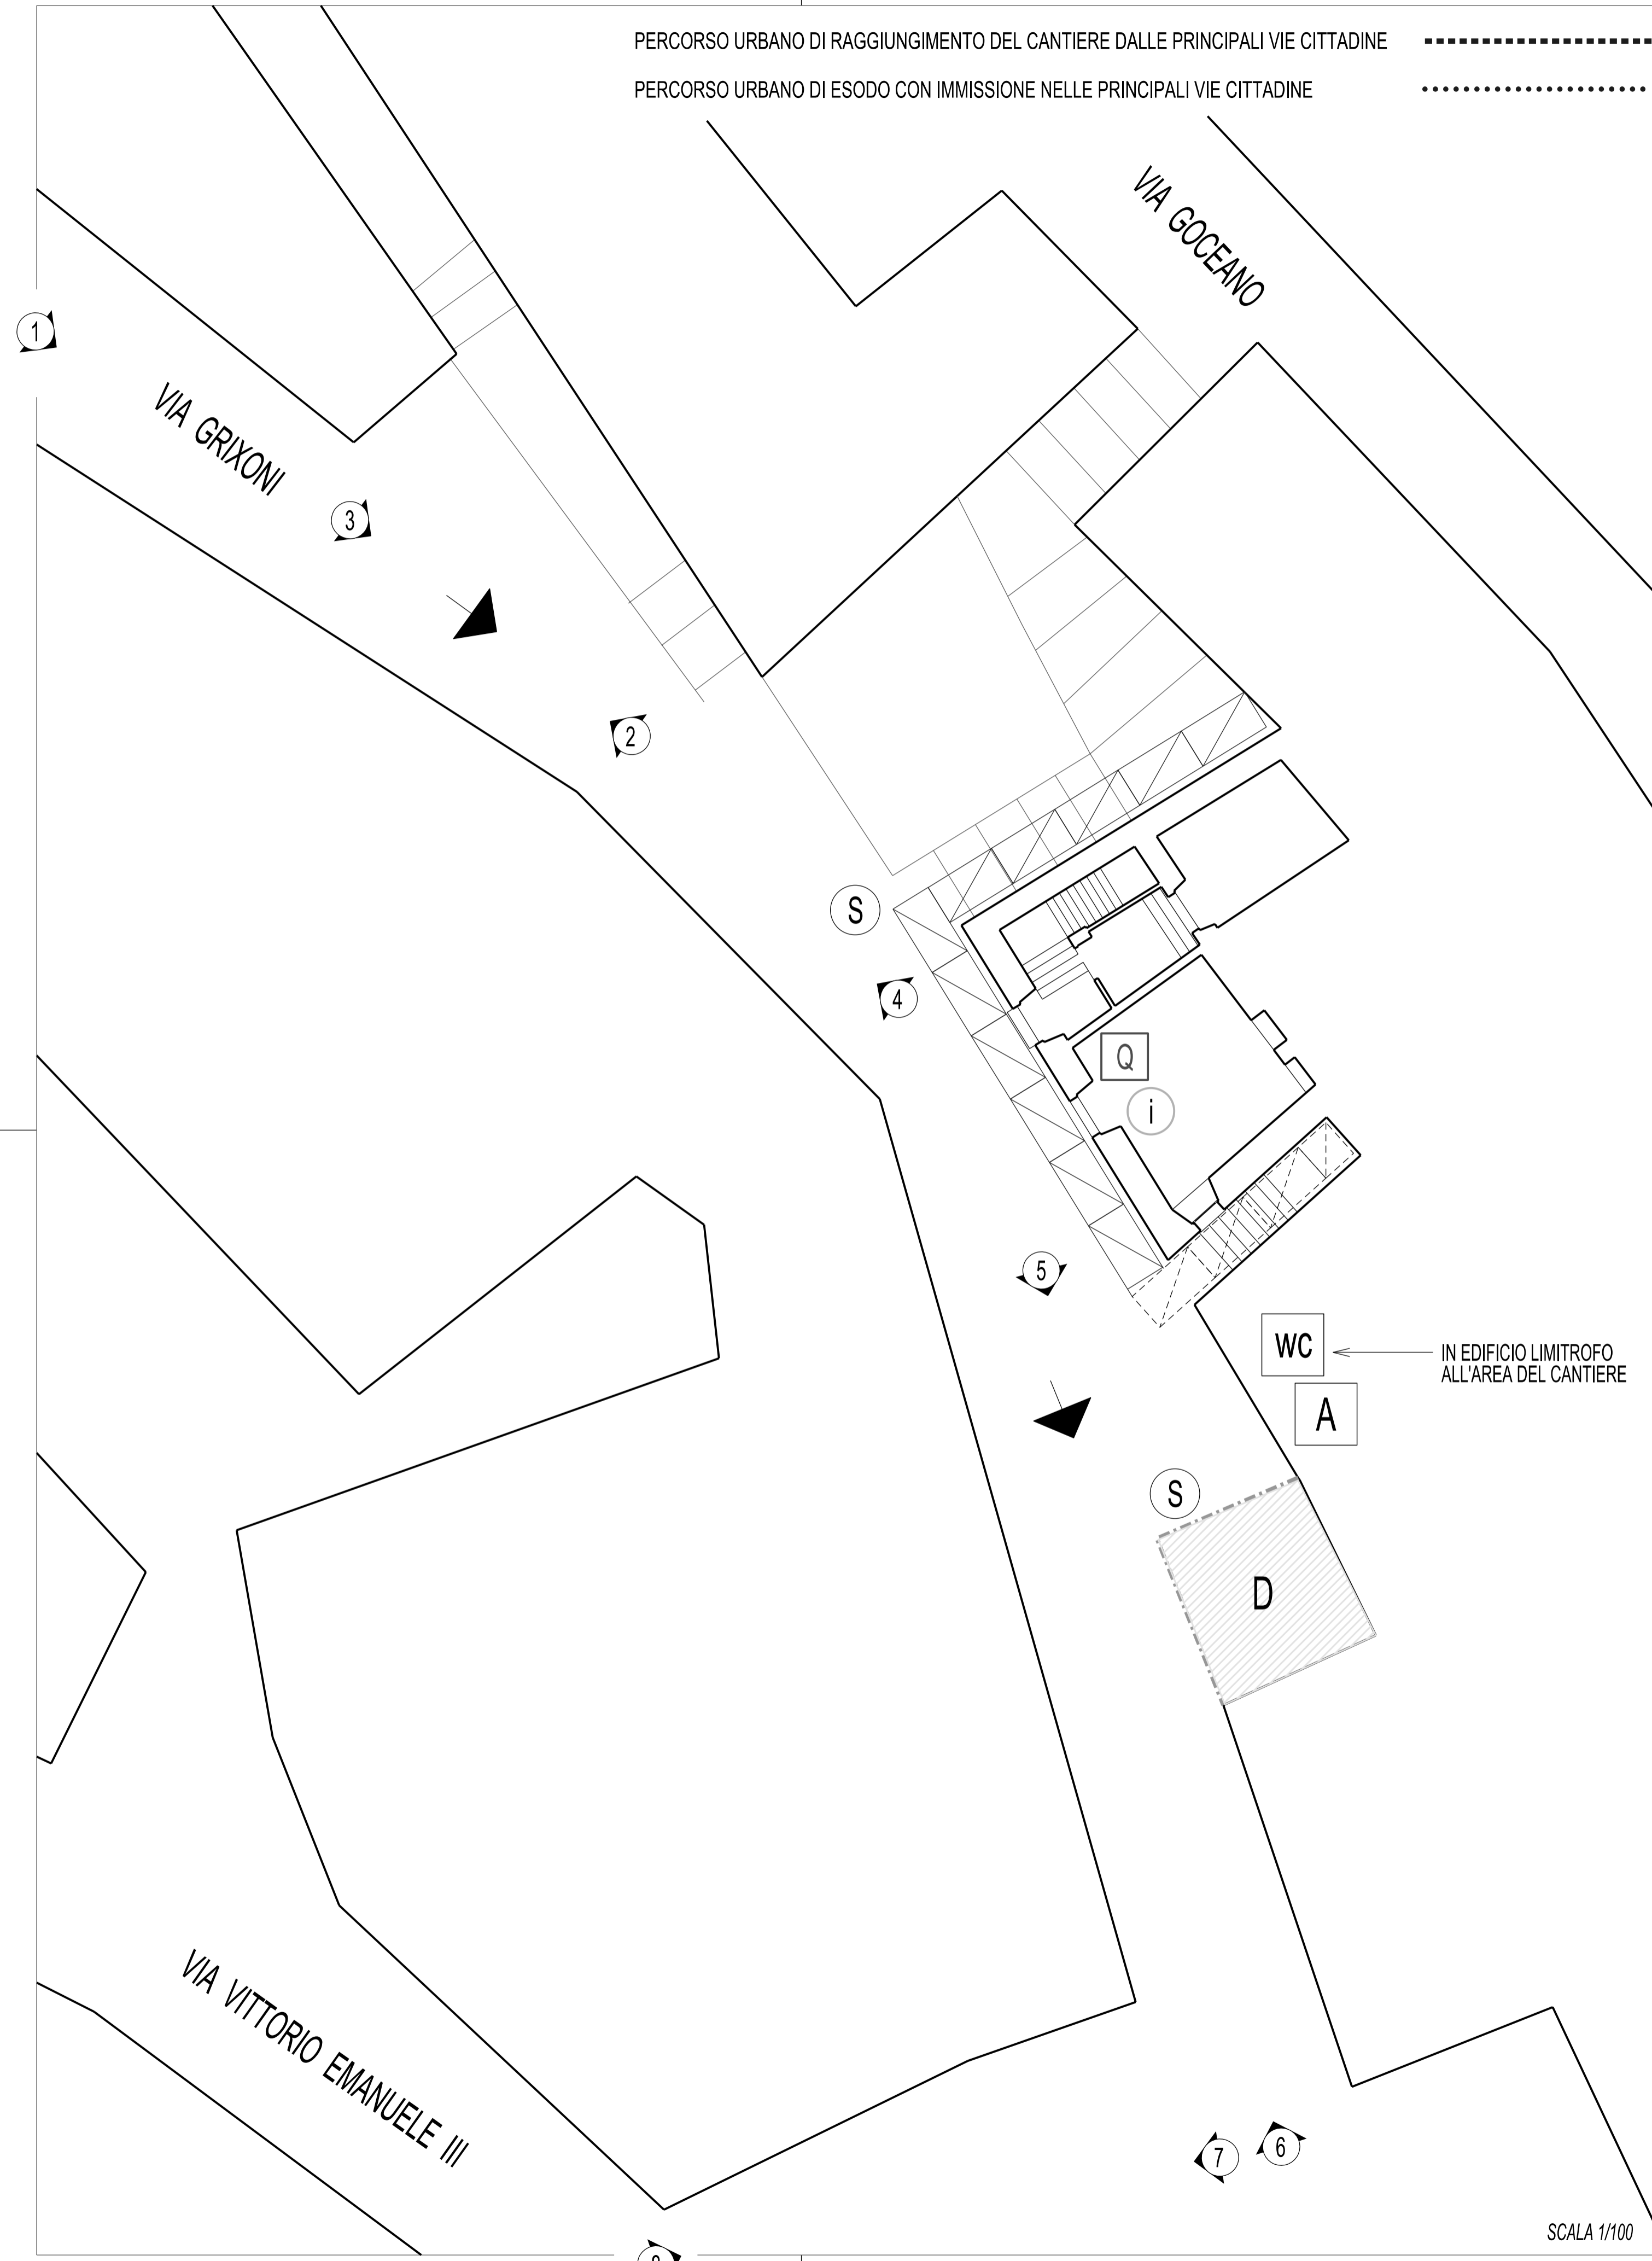 PERCORSO URBANO DI RAGGIUNGIMENTO DEL CANTIERE DALLE PRINCIPALI VIE CITTADINE
PERCORSO URBANO DI ESODO CON IMMISSIONE NELLE PRINCIPALI VIE CITTADINE
VIA GOCEANO
1
VIA GRIXONI
3
2
S
4
Q
i
5
WC
IN EDIFICIO LIMITROFO
ALL'AREA DEL CANTIERE
A
S
D
VIA VITTORIO EMANUELE III
7
6
SCALA 1/100